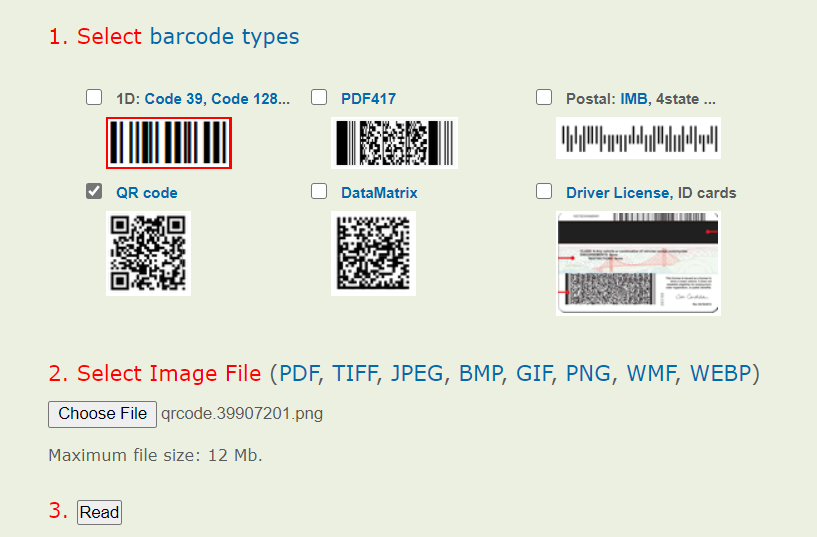 1. Select barcode types
1D: Code 39, Code 128...
PDF417
Postal: IMB, 4state ...
QR code
DataMatrix
Driver License, ID cards
2. Select Image File (PDF, TIFF, JPEG, BMP, GIF, PNG, WMF, WEBP)
Choose File qrcode.39907201.png
Maximum file size: 12 Mb.
3. Read